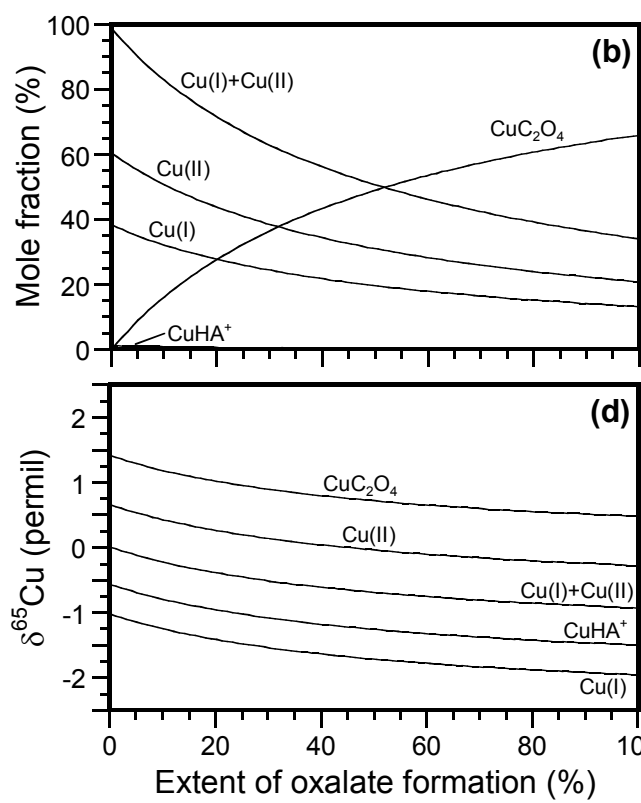 100
(b)
Cu(I)+Cu(II)
80
CuC₂O₄
60
Cu(II)
40
Cu(I)
20
CuHA⁺
0
Mole fraction (%)
2
(d)
1
CuC₂O₄
Cu(II)
0
Cu(I)+Cu(II)
-1
CuHA⁺
-2
Cu(I)
δ⁶⁵Cu (permil)
0 20 40 60 80 10
Extent of oxalate formation (%)